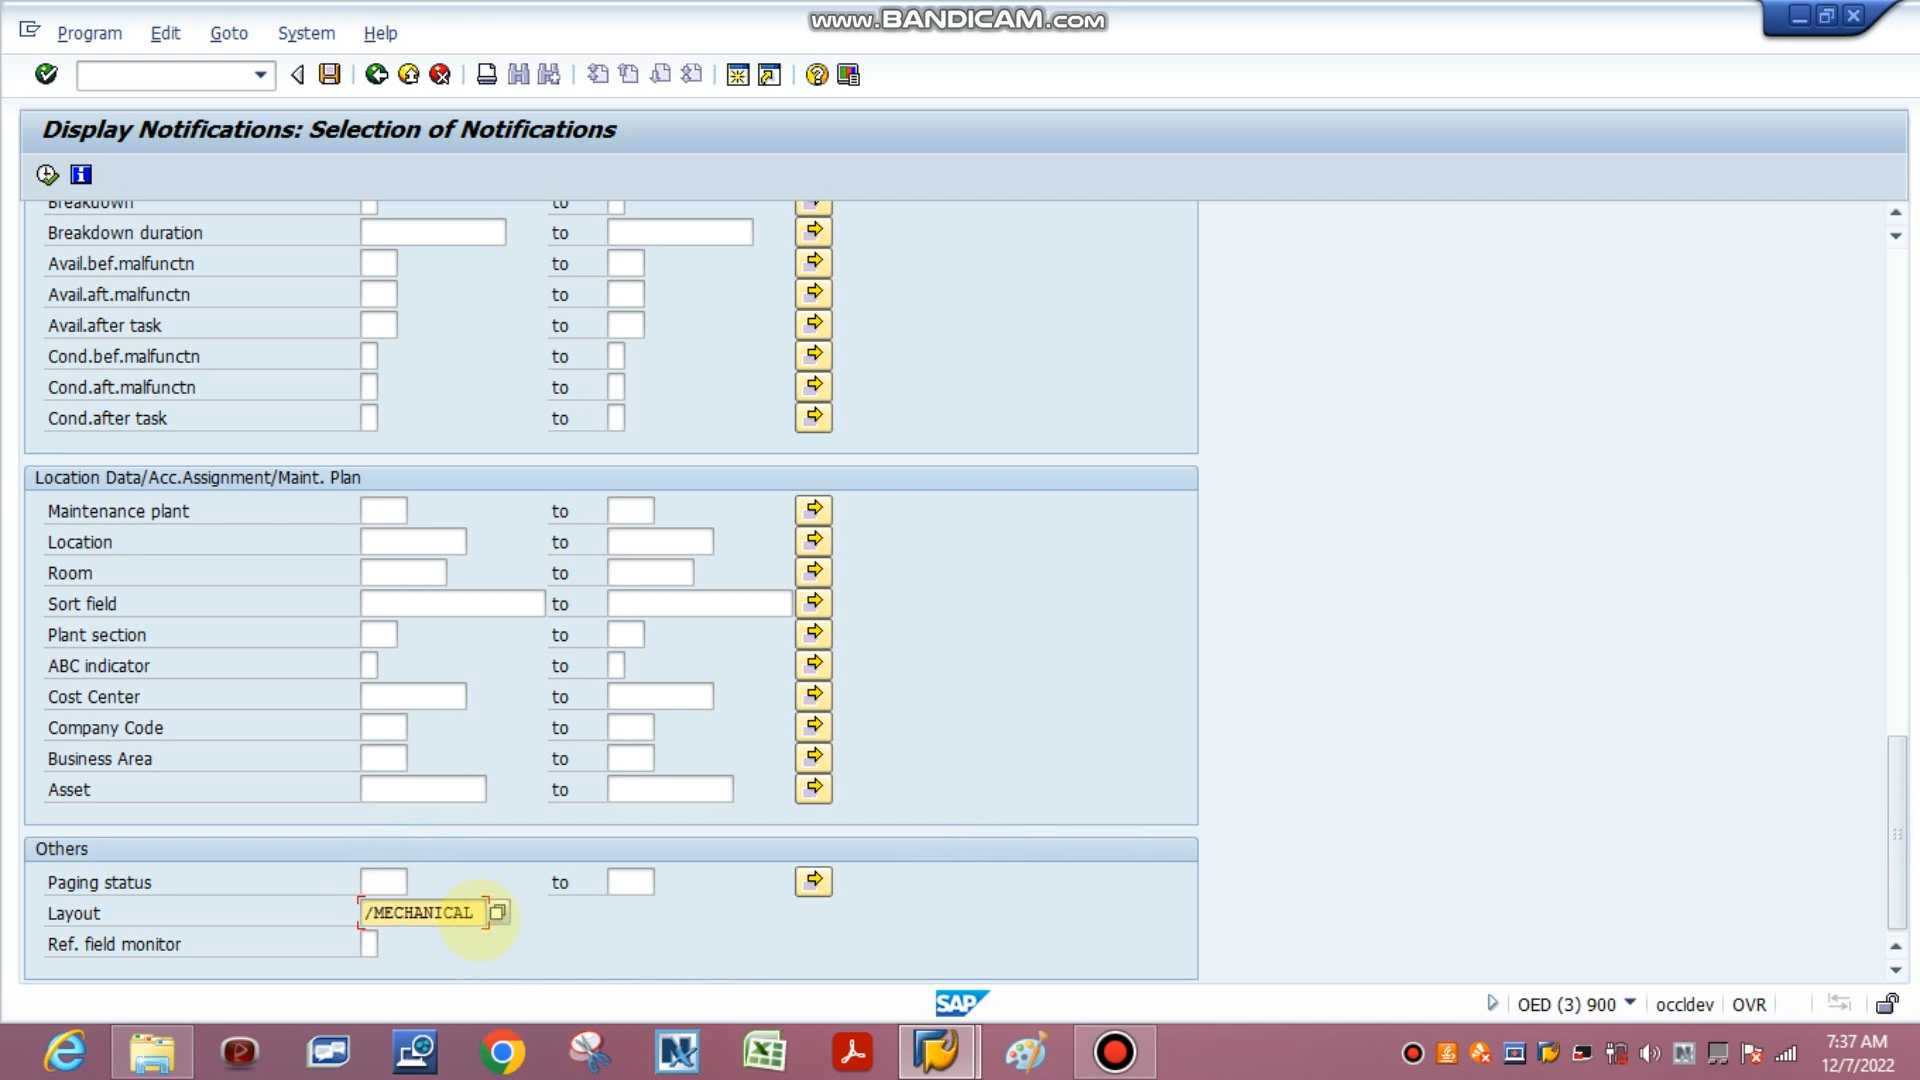 www.BANDICAM.com
Program Edit Goto System Help
Display Notifications: Selection of Notifications
Breakdown to
Breakdown duration to
Avail.bef.malfunctn to
Avail.aft.malfunctn to
Avail.after task to
Cond.bef.malfunctn to
Cond.aft.malfunctn to
Cond.after task to
Location Data/Acc.Assignment/Maint. Plan
Maintenance plant to
Location to
Room to
Sort field to
Plant section to
ABC indicator to
Cost Center to
Company Code to
Business Area to
Asset to
Others
Paging status to
Layout /MECHANICAL
Ref. field monitor
SAP OED (3) 900 occldev OVR
7:37 AM
12/7/2022